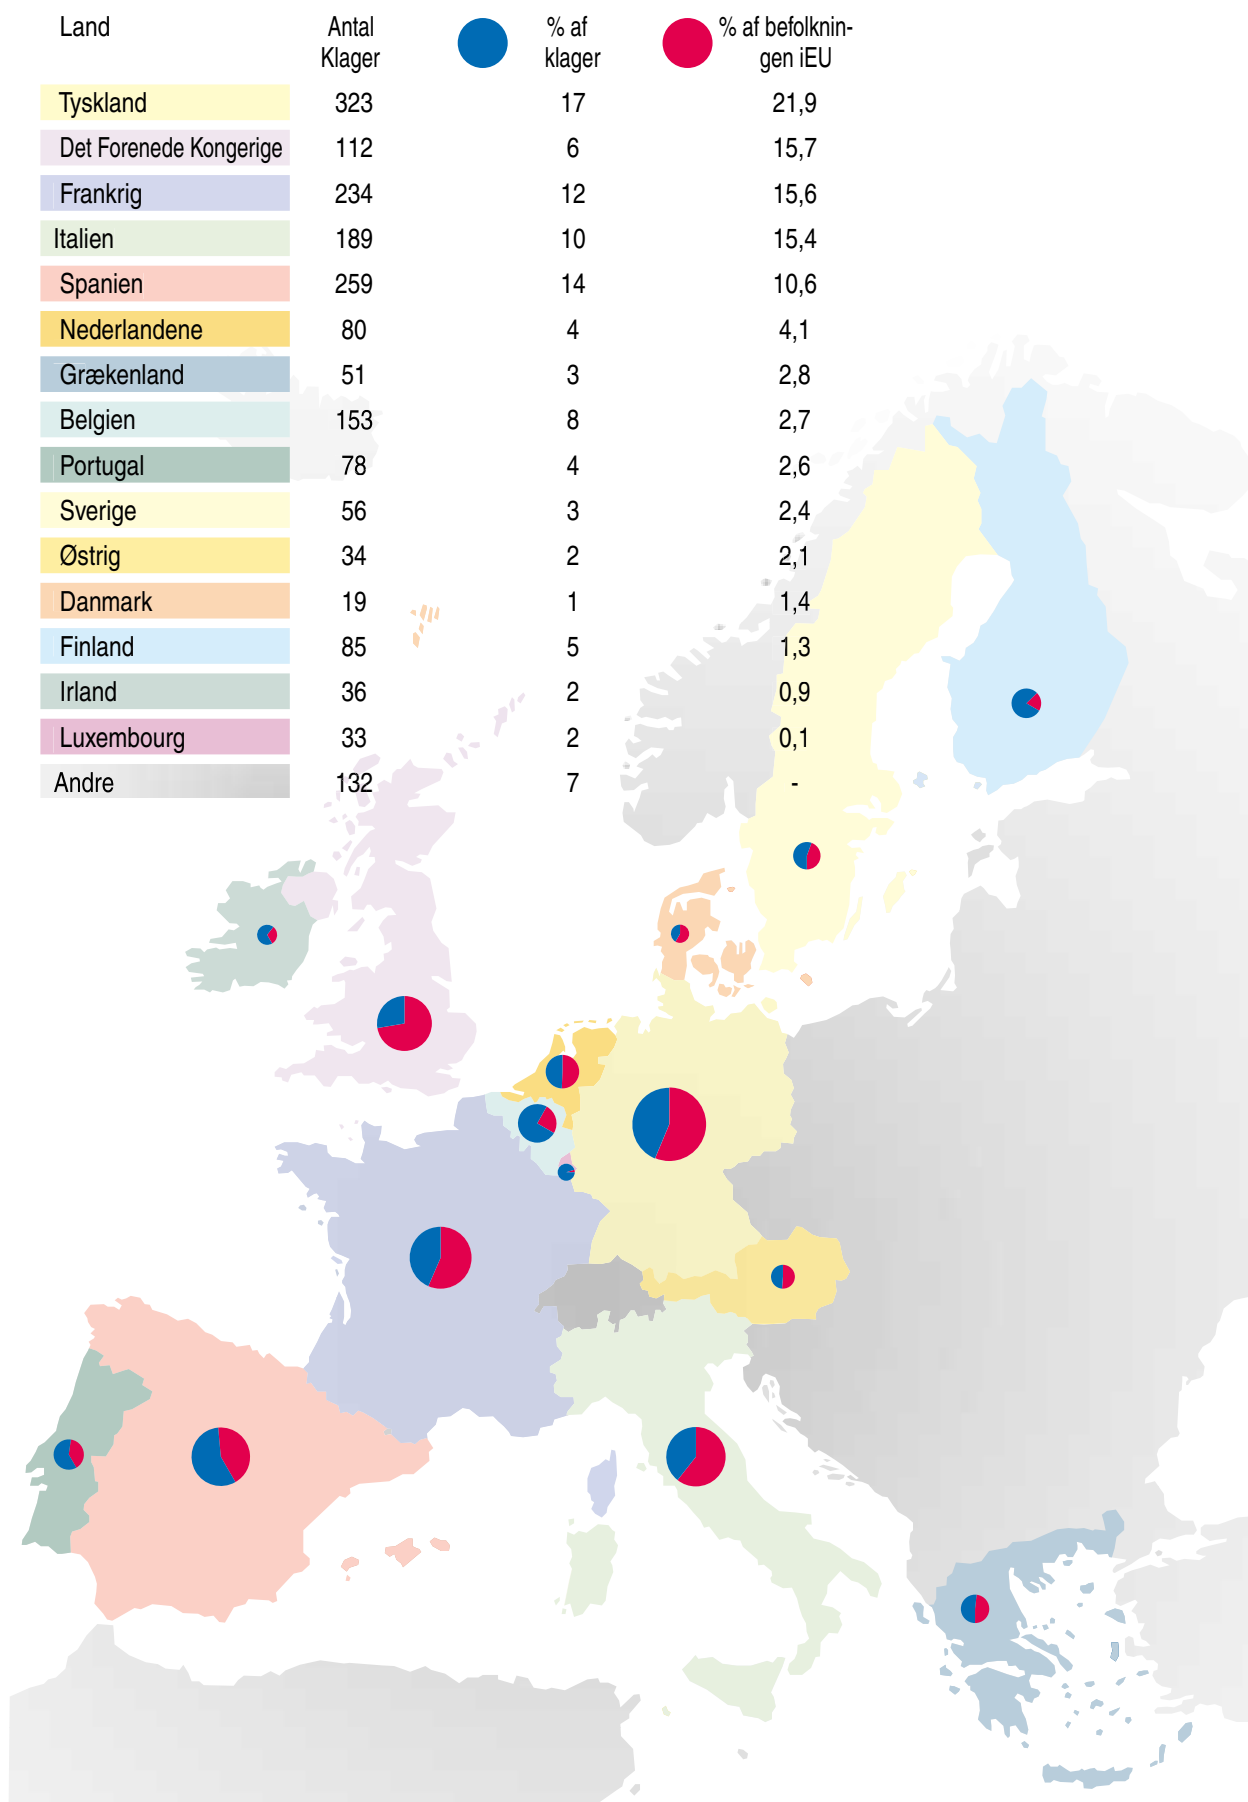 Land Antal Klager % af klager % af befolknin-gen iEU
Tyskland 323 17 21,9
Det Forenede Kongerige 112 6 15,7
Frankrig 234 12 15,6
Italien 189 10 15,4
Spanien 259 14 10,6
Nederlandene 80 4 4,1
Grækenland 51 3 2,8
Belgien 153 8 2,7
Portugal 78 4 2,6
Sverige 56 3 2,4
Østrig 34 2 2,1
Danmark 19 1 1,4
Finland 85 5 1,3
Irland 36 2 0,9
Luxembourg 33 2 0,1
Andre 132 7 -